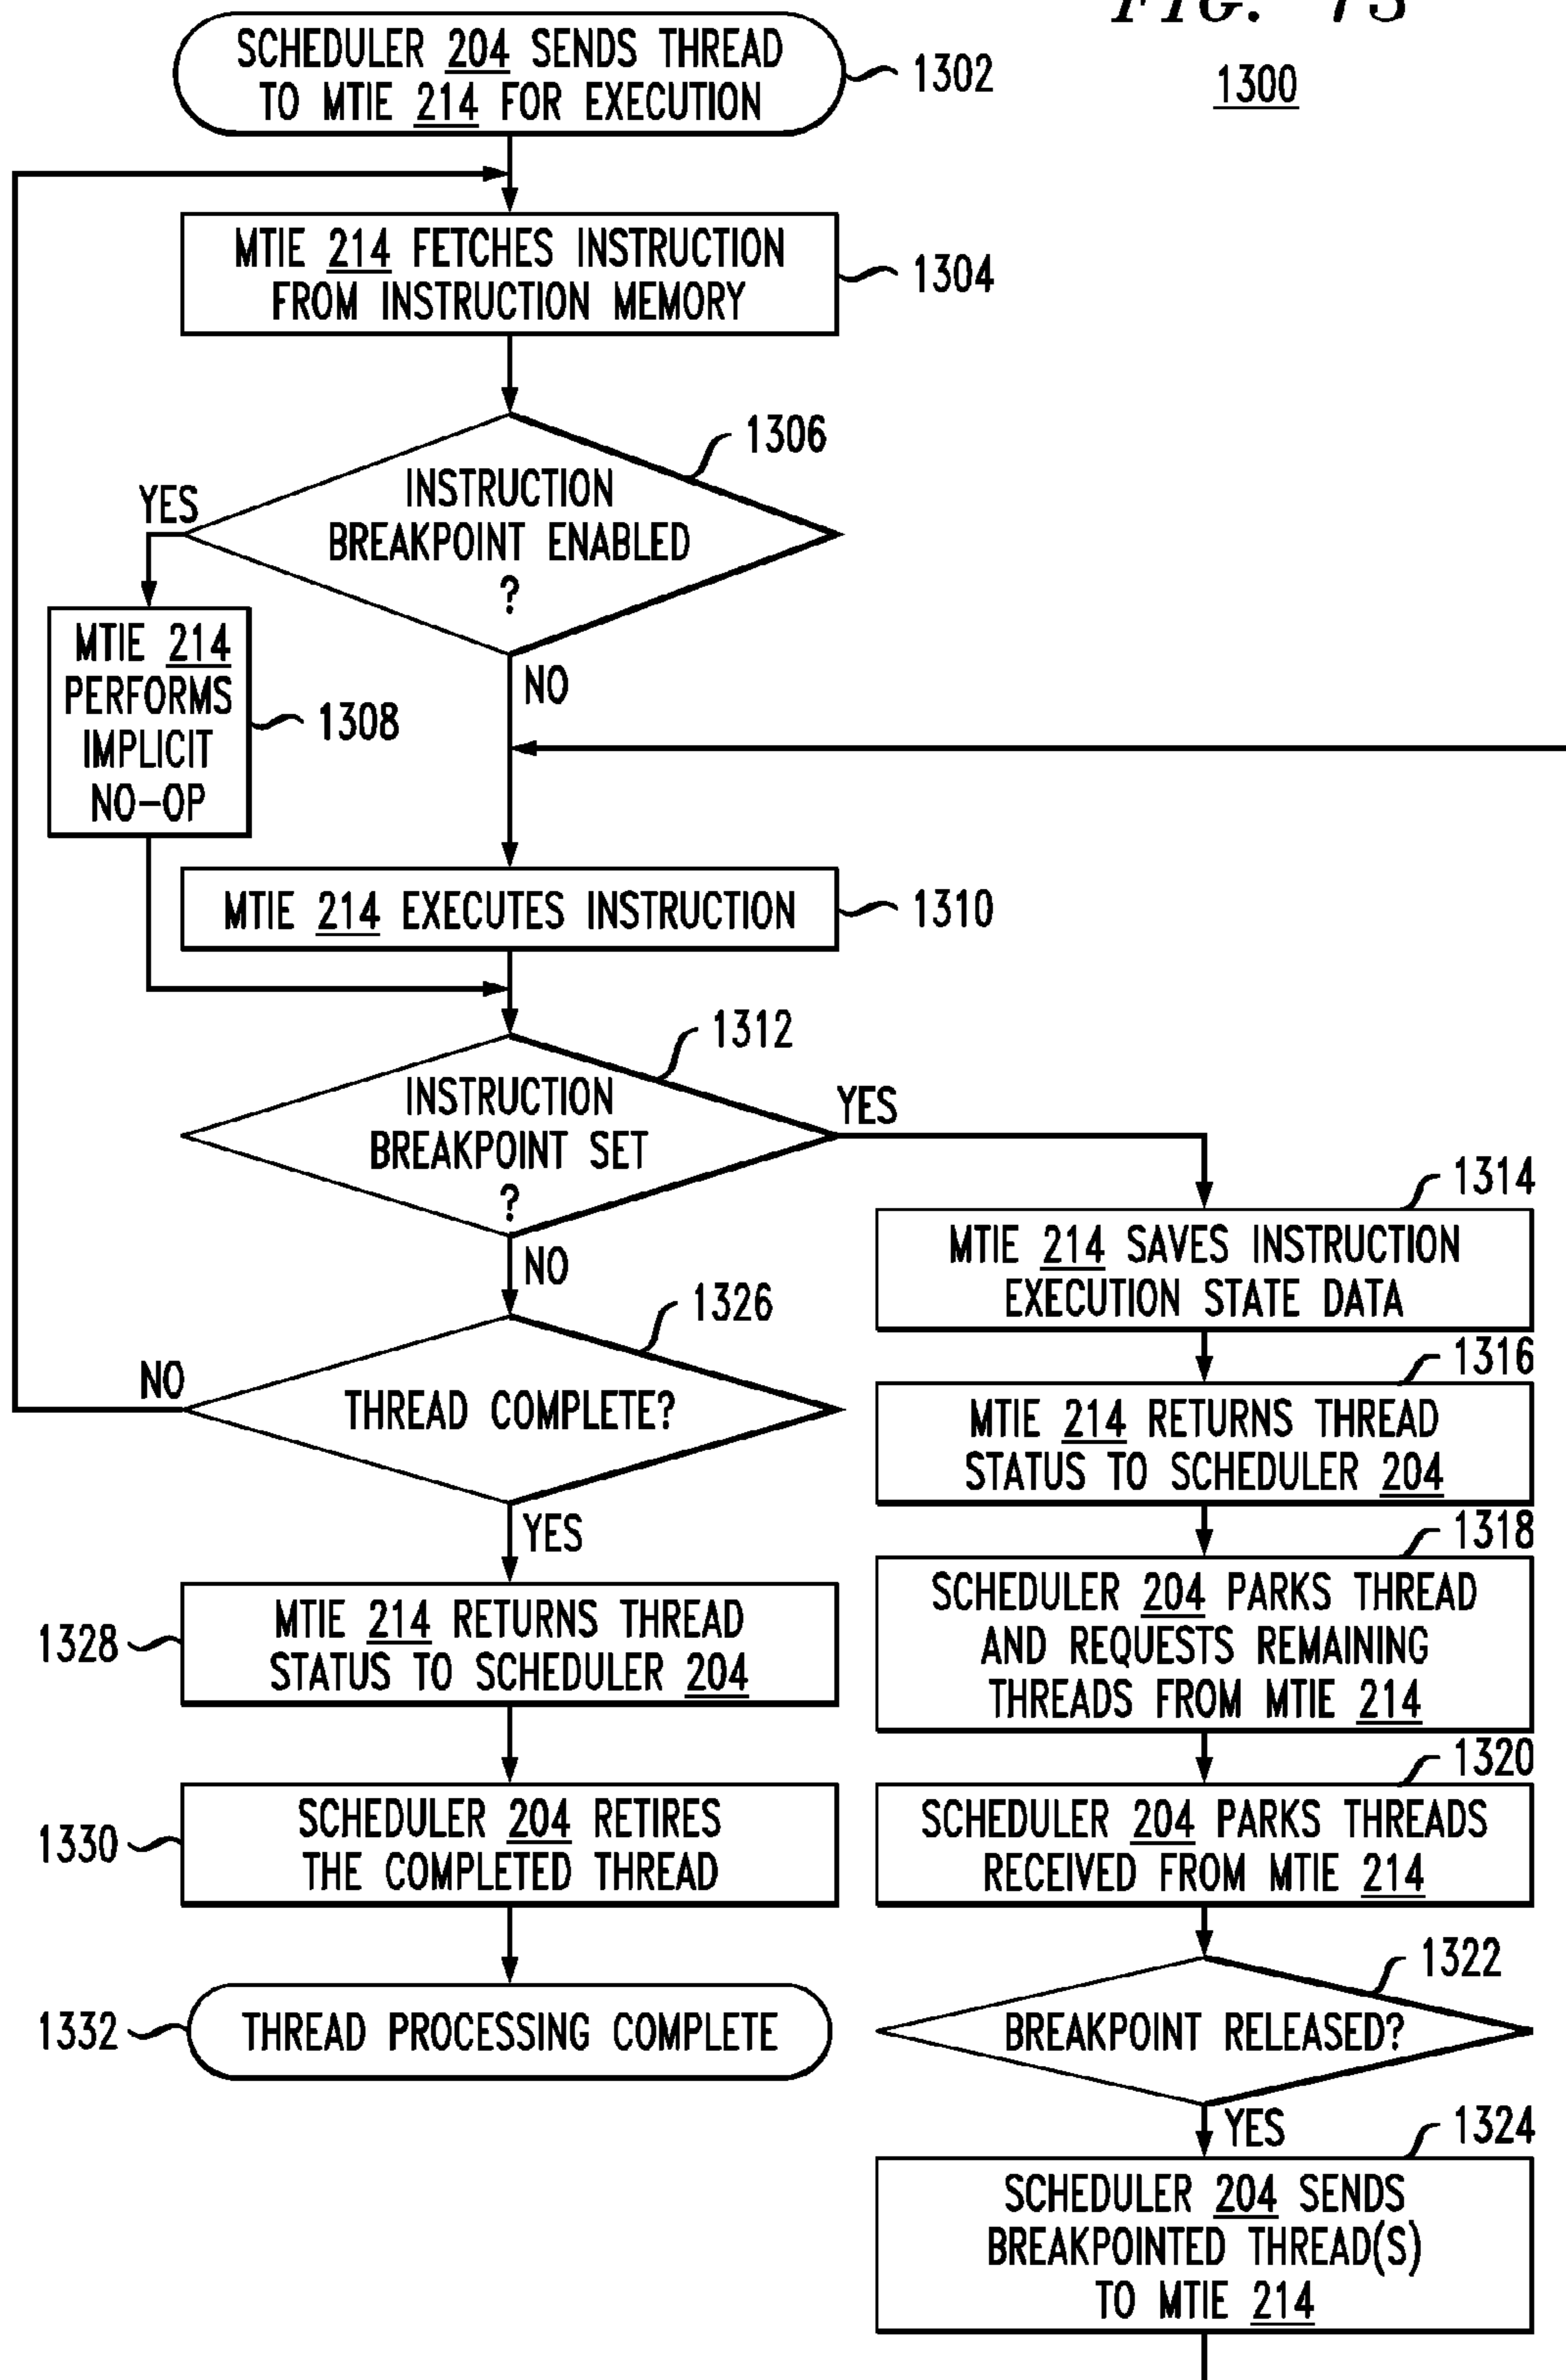 FIG. 13
1300
SCHEDULER 204 SENDS THREAD
TO MTIE 214 FOR EXECUTION
1302
MTIE 214 FETCHES INSTRUCTION
FROM INSTRUCTION MEMORY
1304
1306
INSTRUCTION
BREAKPOINT ENABLED
?
YES
NO
MTIE 214
PERFORMS
IMPLICIT
NO-OP
1308
MTIE 214 EXECUTES INSTRUCTION
1310
1312
INSTRUCTION
BREAKPOINT SET
?
YES
NO
1314
MTIE 214 SAVES INSTRUCTION
EXECUTION STATE DATA
1326
THREAD COMPLETE?
NO
YES
1316
MTIE 214 RETURNS THREAD
STATUS TO SCHEDULER 204
1318
SCHEDULER 204 PARKS THREAD
AND REQUESTS REMAINING
THREADS FROM MTIE 214
1328
MTIE 214 RETURNS THREAD
STATUS TO SCHEDULER 204
1320
SCHEDULER 204 PARKS THREADS
RECEIVED FROM MTIE 214
1330
SCHEDULER 204 RETIRES
THE COMPLETED THREAD
1322
BREAKPOINT RELEASED?
YES
1332
THREAD PROCESSING COMPLETE
1324
SCHEDULER 204 SENDS
BREAKPOINTED THREAD(S)
TO MTIE 214